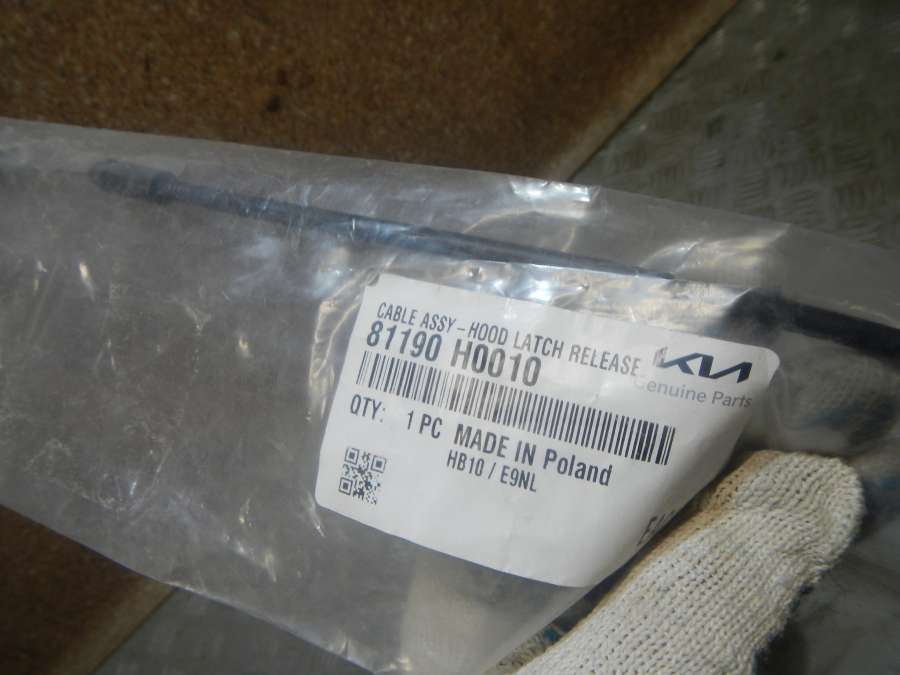 CABLE ASSY-HOOD LATCH RELEASE
81190 H0010
KIA
Genuine Parts
QTY: 1 PC MADE IN Poland
HB10 / E9NL